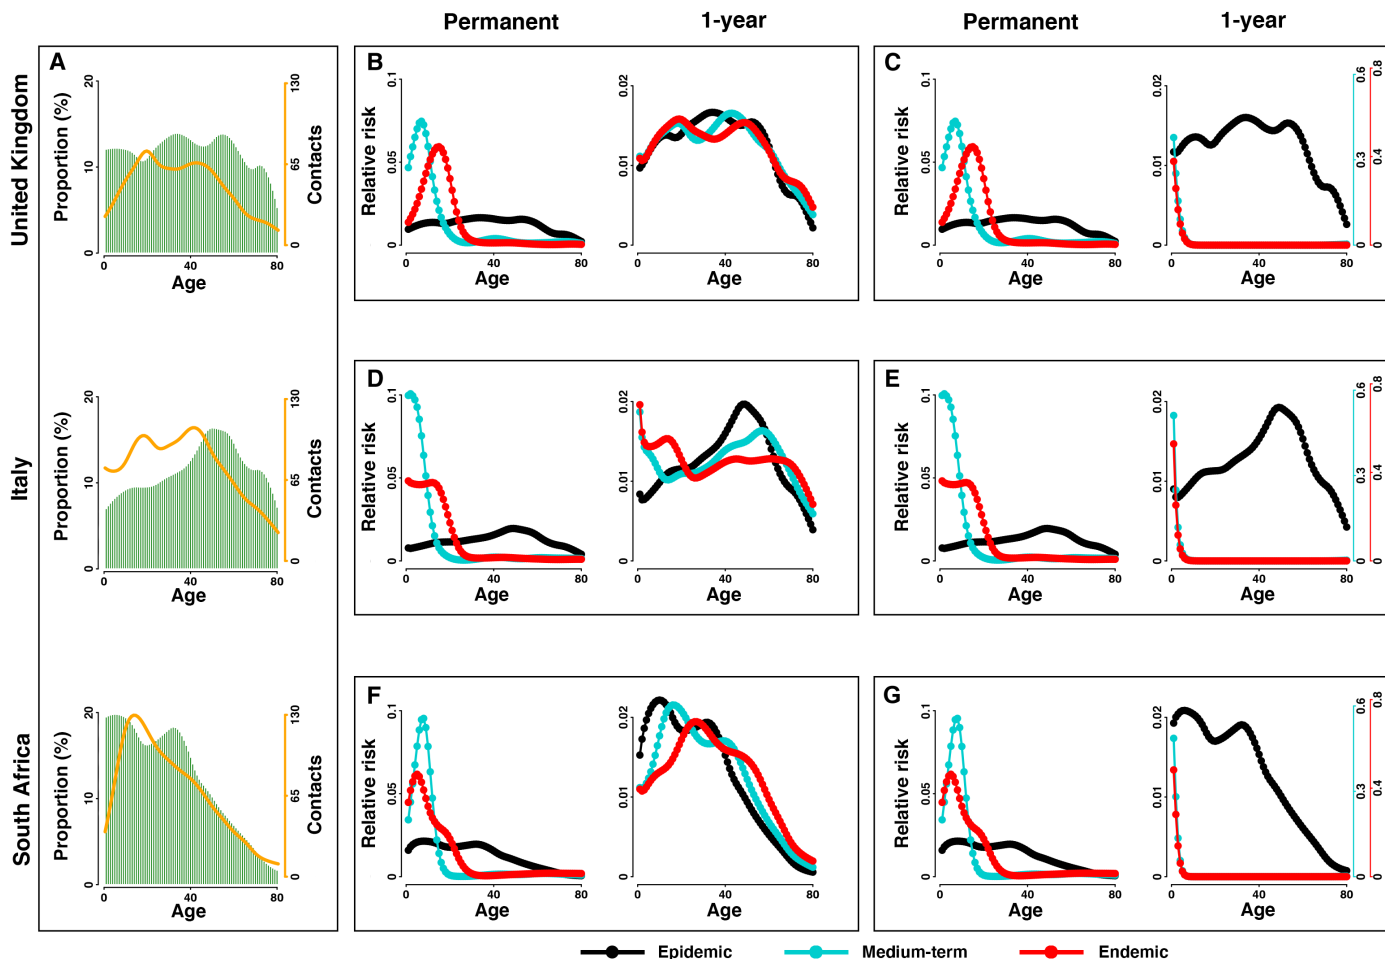 Permanent
1-year
Permanent
1-year
United Kingdom
A
Proportion (%)
20
10
0
0
40
80
Age
130
65
0
Contacts
B
Relative risk
0.1
0.05
0
0
40
80
Age
0.02
0.01
0
0
40
80
Age
C
Relative risk
0.1
0.05
0
0
40
80
Age
0.02
0.01
0
0
40
80
Age
0.6
0.3
0
0.8
0.4
0
Italy
Proportion (%)
20
10
0
0
40
80
Age
130
65
0
Contacts
D
Relative risk
0.1
0.05
0
0
40
80
Age
0.02
0.01
0
0
40
80
Age
E
Relative risk
0.1
0.05
0
0
40
80
Age
0.02
0.01
0
0
40
80
Age
0.6
0.3
0
0.8
0.4
0
South Africa
Proportion (%)
20
10
0
0
40
80
Age
130
65
0
Contacts
F
Relative risk
0.1
0.05
0
0
40
80
Age
0.02
0.01
0
0
40
80
Age
G
Relative risk
0.1
0.05
0
0
40
80
Age
0.02
0.01
0
0
40
80
Age
0.6
0.3
0
0.8
0.4
0
Epidemic
Medium-term
Endemic